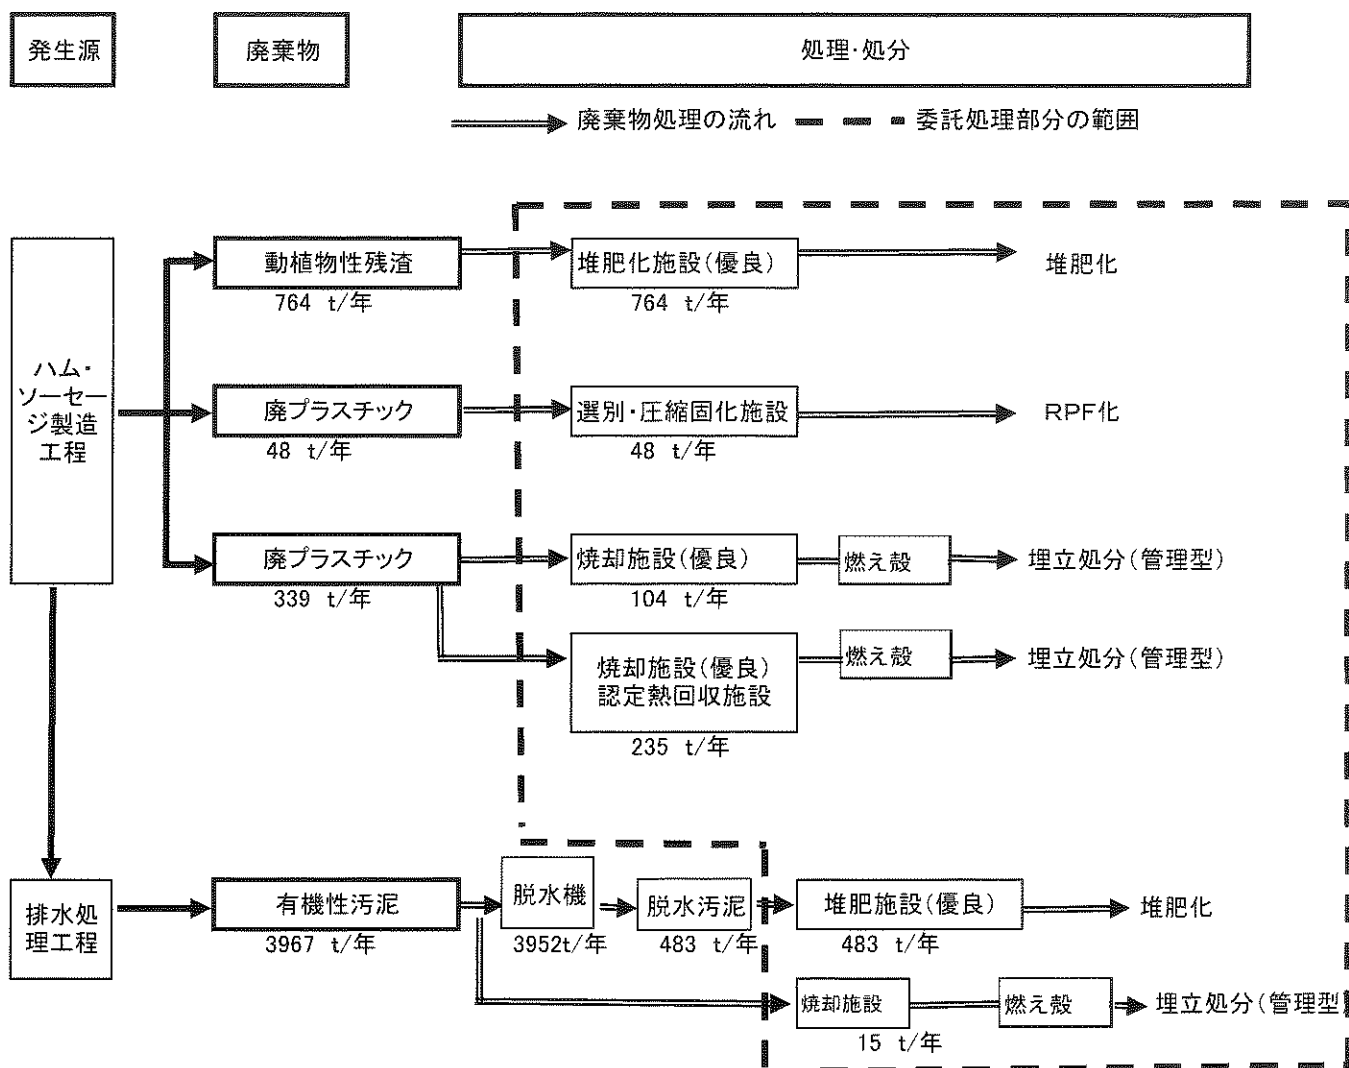 発生源
廃棄物
処理・処分
廃棄物処理の流れ
委託処理部分の範囲
ハム・
ソーセー
ジ製造
工程
動植物性残渣
764 t/年
堆肥化施設(優良)
764 t/年
堆肥化
廃プラスチック
48 t/年
選別・圧縮固化施設
48 t/年
RPF化
廃プラスチック
339 t/年
焼却施設(優良)
104 t/年
燃え殻
埋立処分(管理型)
焼却施設(優良)
認定熱回収施設
235 t/年
燃え殻
埋立処分(管理型)
排水処
理工程
有機性汚泥
3967 t/年
脱水機
3952t/年
脱水汚泥
483 t/年
堆肥施設(優良)
483 t/年
堆肥化
焼却施設
15 t/年
燃え殻
埋立処分(管理型)